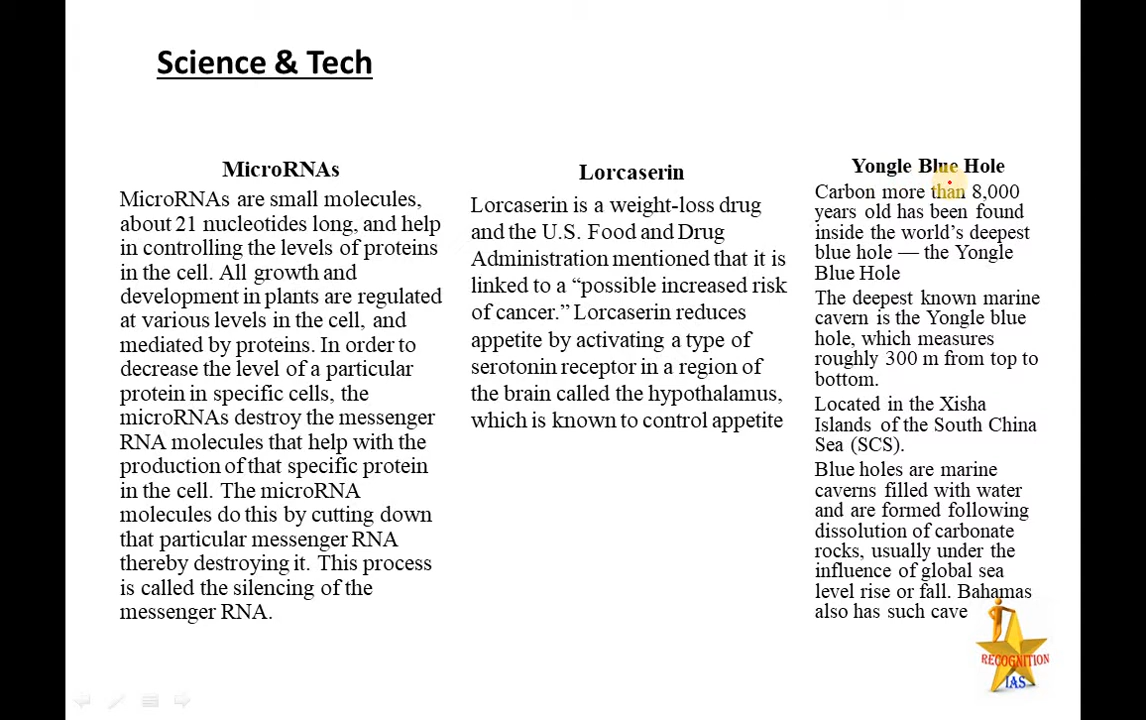 Science & Tech
MicroRNAs
MicroRNAs are small molecules,
about 21 nucleotides long, and help
in controlling the levels of proteins
in the cell. All growth and
development in plants are regulated
at various levels in the cell, and
mediated by proteins. In order to
decrease the level of a particular
protein in specific cells, the
microRNAs destroy the messenger
RNA molecules that help with the
production of that specific protein
in the cell. The microRNA
molecules do this by cutting down
that particular messenger RNA
thereby destroying it. This process
is called the silencing of the
messenger RNA.
Lorcaserin
Lorcaserin is a weight-loss drug
and the U.S. Food and Drug
Administration mentioned that it is
linked to a “possible increased risk
of cancer.” Lorcaserin reduces
appetite by activating a type of
serotonin receptor in a region of
the brain called the hypothalamus,
which is known to control appetite
Yongle Blue Hole
Carbon more than 8,000
years old has been found
inside the world’s deepest
blue hole — the Yongle
Blue Hole
The deepest known marine
cavern is the Yongle blue
hole, which measures
roughly 300 m from top to
bottom.
Located in the Xisha
Islands of the South China
Sea (SCS).
Blue holes are marine
caverns filled with water
and are formed following
dissolution of carbonate
rocks, usually under the
influence of global sea
level rise or fall. Bahamas
also has such cave
RECOGNITION
IAS